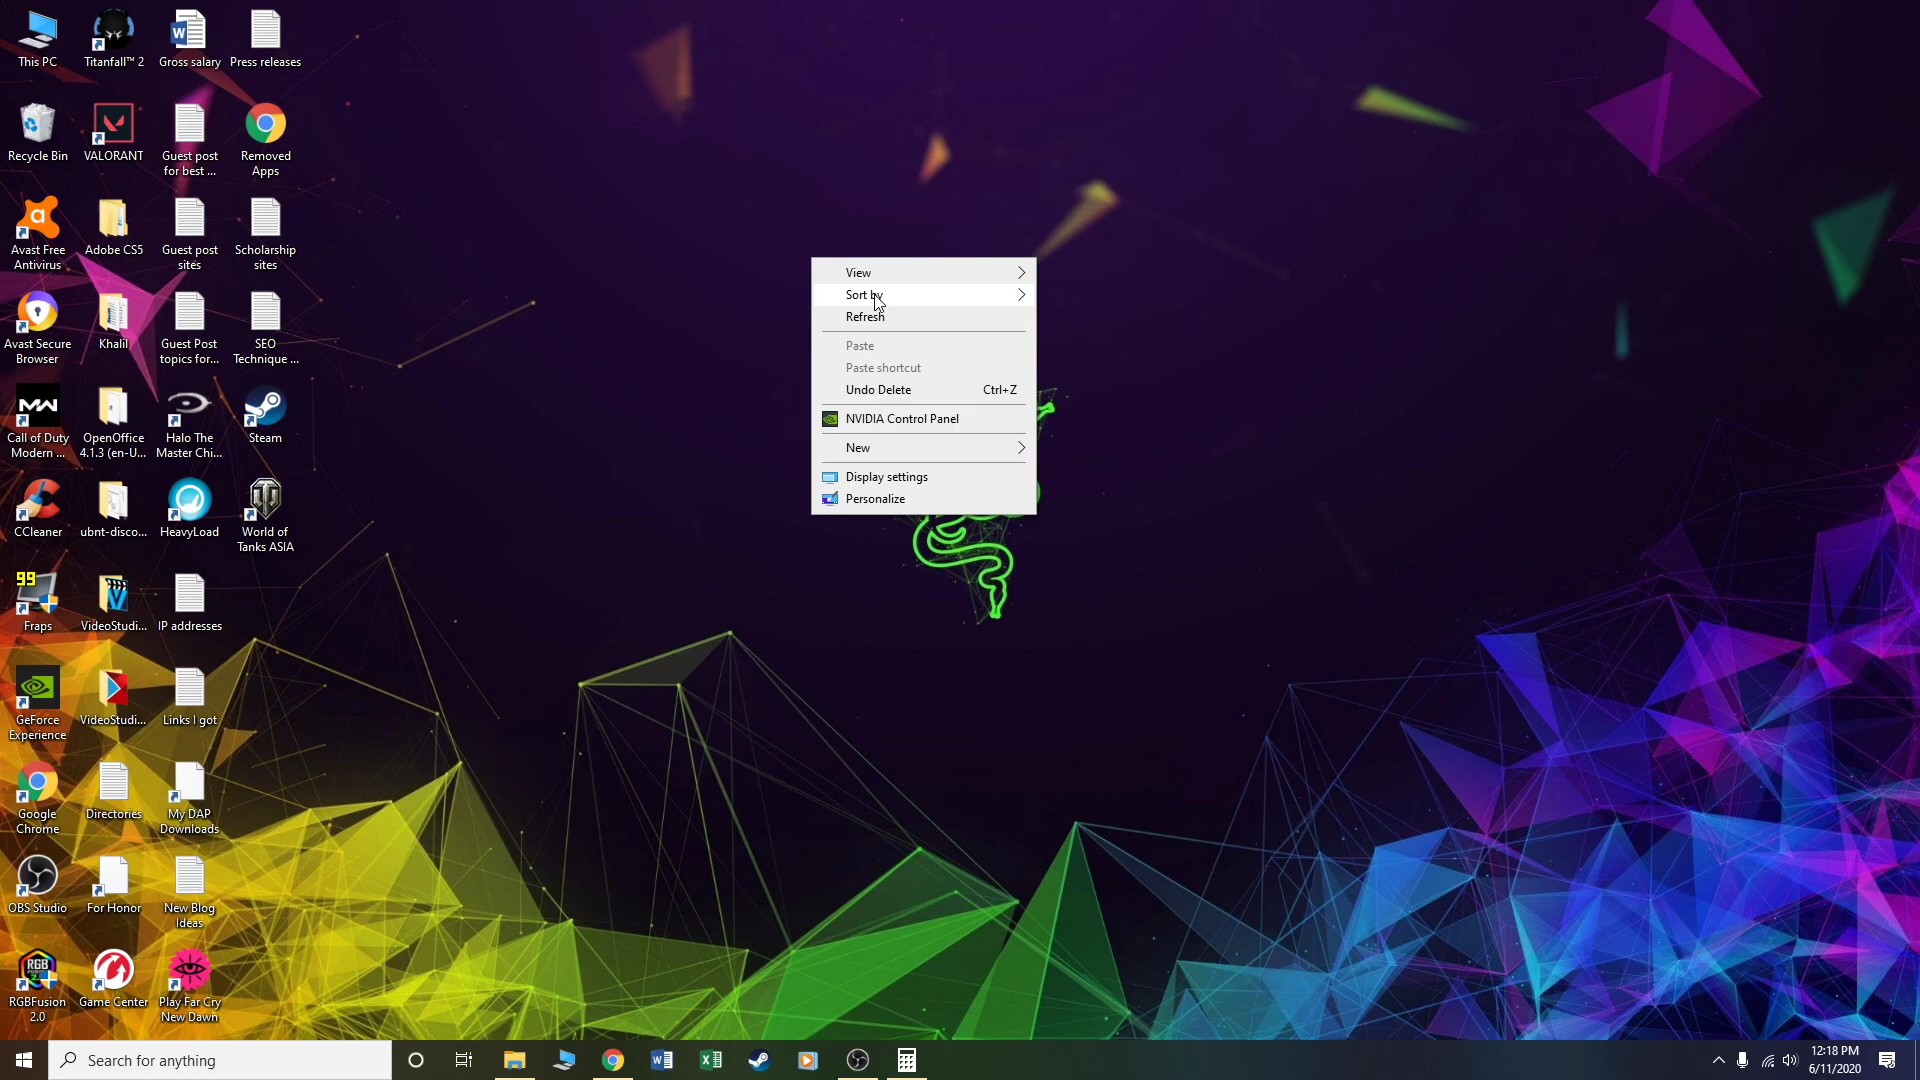 This PC
Titanfall™ 2
Gross salary
Press releases
Recycle Bin
VALORANT
Guest post
for best ...
Removed
Apps
Avast Free
Antivirus
Adobe CS5
Guest post
sites
Scholarship
sites
Avast Secure
Browser
Khalil
Guest Post
topics for...
SEO
Technique ...
MW
Call of Duty
Modern ...
OpenOffice
4.1.3 (en-U...
Halo The
Master Chi...
Steam
CCleaner
ubnt-disco...
HeavyLoad
World of
Tanks ASIA
99
Fraps
VideoStudi...
IP addresses
GeForce
Experience
VideoStudi...
Links I got
Google
Chrome
Directories
My DAP
Downloads
OBS Studio
For Honor
New Blog
Ideas
RGB
RGBFusion
2.0
Game Center
Play Far Cry
New Dawn
View
Sort by
Refresh
Paste
Paste shortcut
Undo Delete Ctrl+Z
NVIDIA Control Panel
New
Display settings
Personalize
Search for anything
12:18 PM
6/11/2020